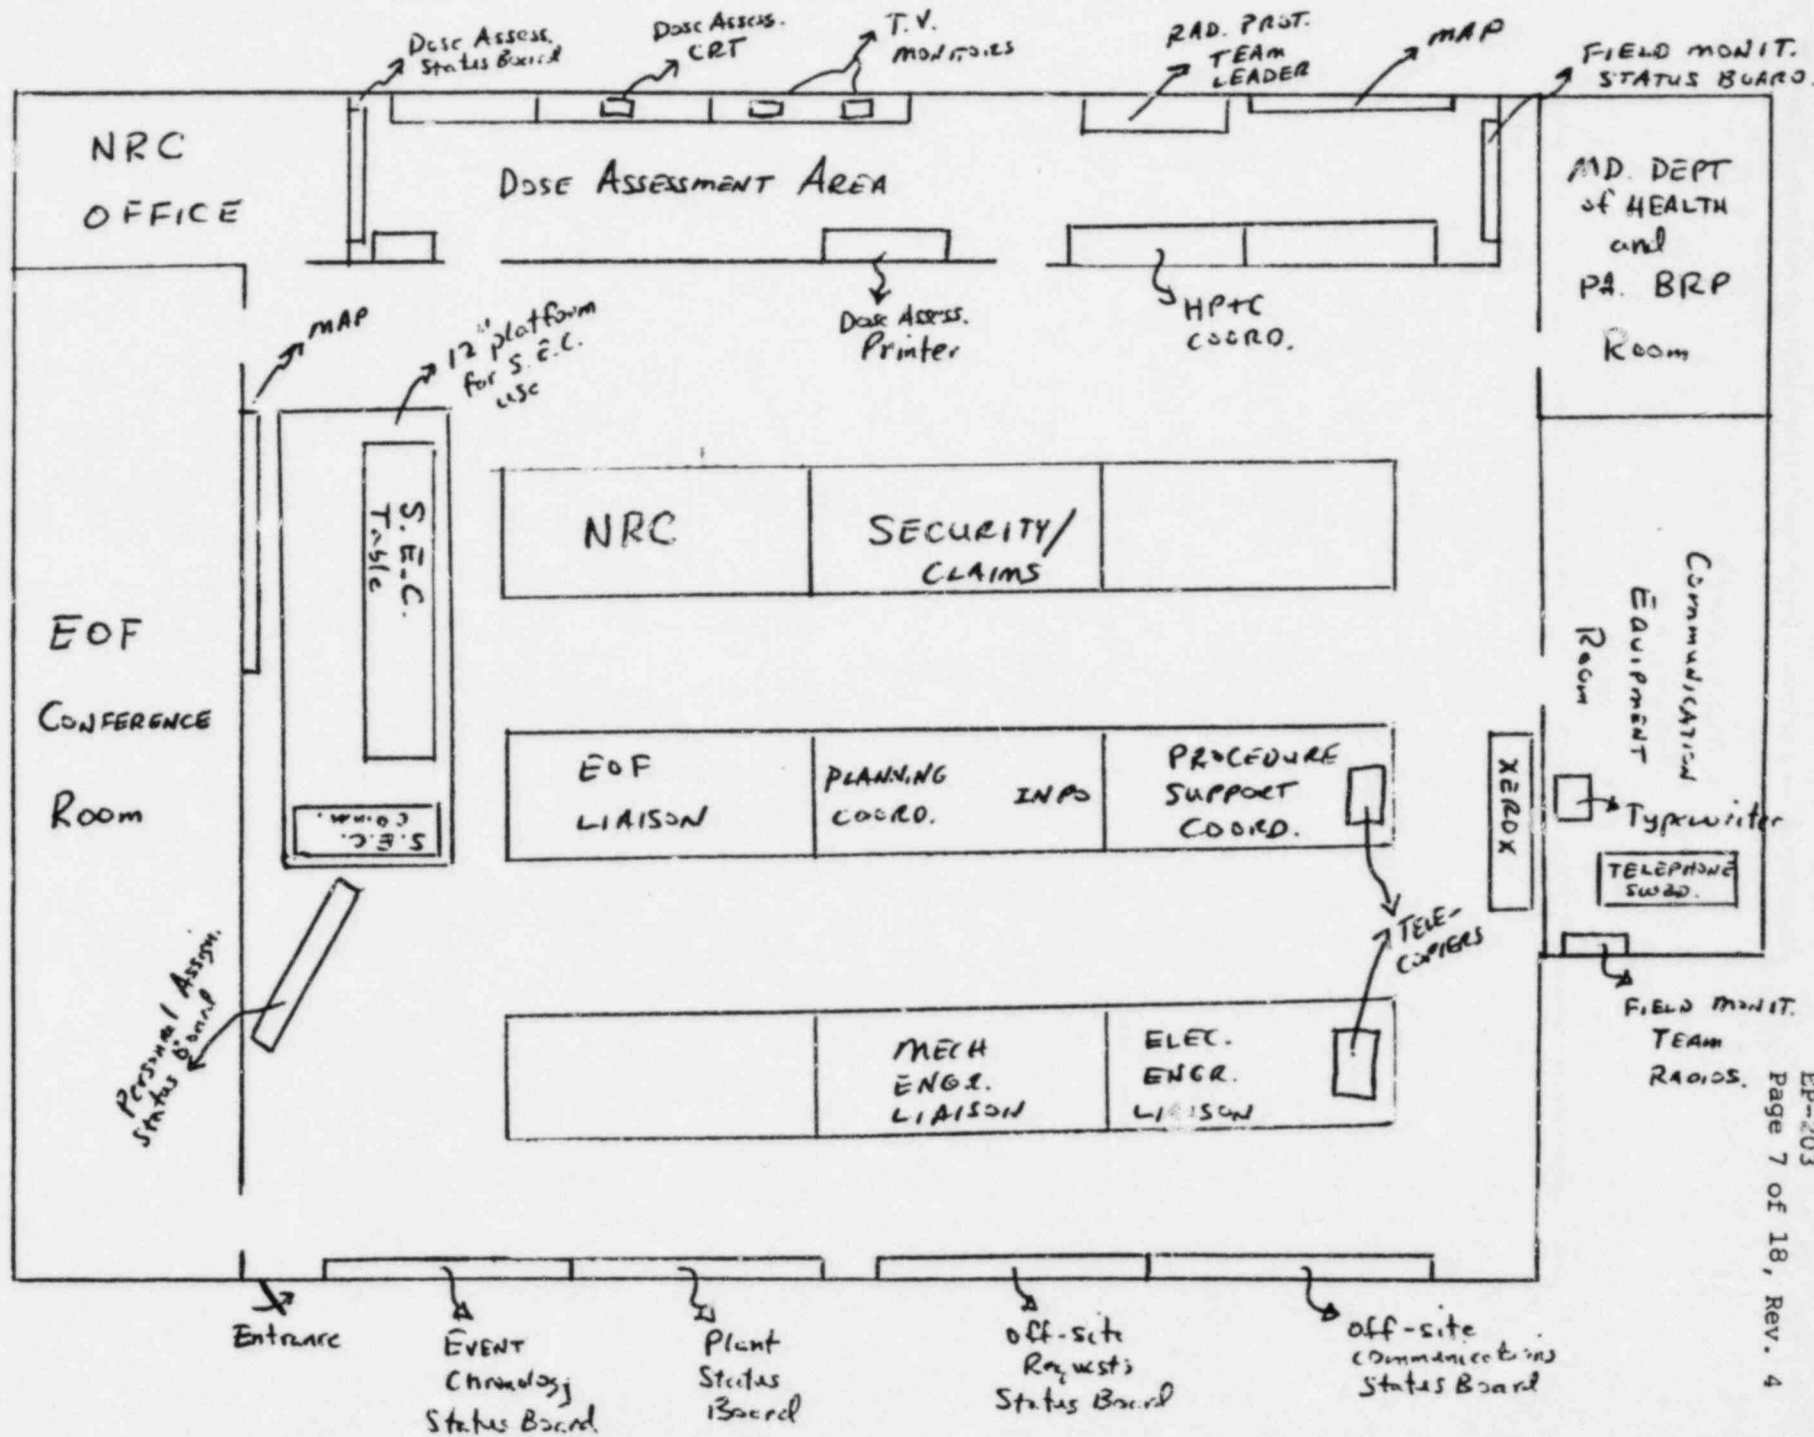 Dose Assess.
Status Board
Dose Assess.
CRT
T.V.
MONITORS
RAD. PROT.
TEAM
LEADER
MAP
FIELD MONIT.
STATUS BOARD.
NRC
OFFICE
DOSE ASSESSMENT AREA
MD. DEPT
of HEALTH
and
PA. BRP
Room
MAP
12" platform
for S.E.C.
use
Dose Assess.
Printer
HP+C
COORD.
S.E.C.
Table
NRC
SECURITY/
CLAIMS
Communication
Equipment
Room
EOF
CONFERENCE
Room
EOF
LIAISON
PLANNING
COORD.
INPO
PROCEDURE
SUPPORT
COORD.
XEROX
Typewriter
TELEPHONE
SWBD.
S.E.C.
Comm.
TELE-
COPIERS
Personal Assign.
Status Board
MECH
ENGR.
LIAISON
ELEC.
ENGR.
LIAISON
FIELD MONIT.
TEAM
RADIOS.
Entrance
EVENT
Chronology
Status Board
Plant
Status
Board
Off-site
Requests
Status Board
Off-site
Communications
Status Board
EP-203
Page 7 of 18, Rev. 4